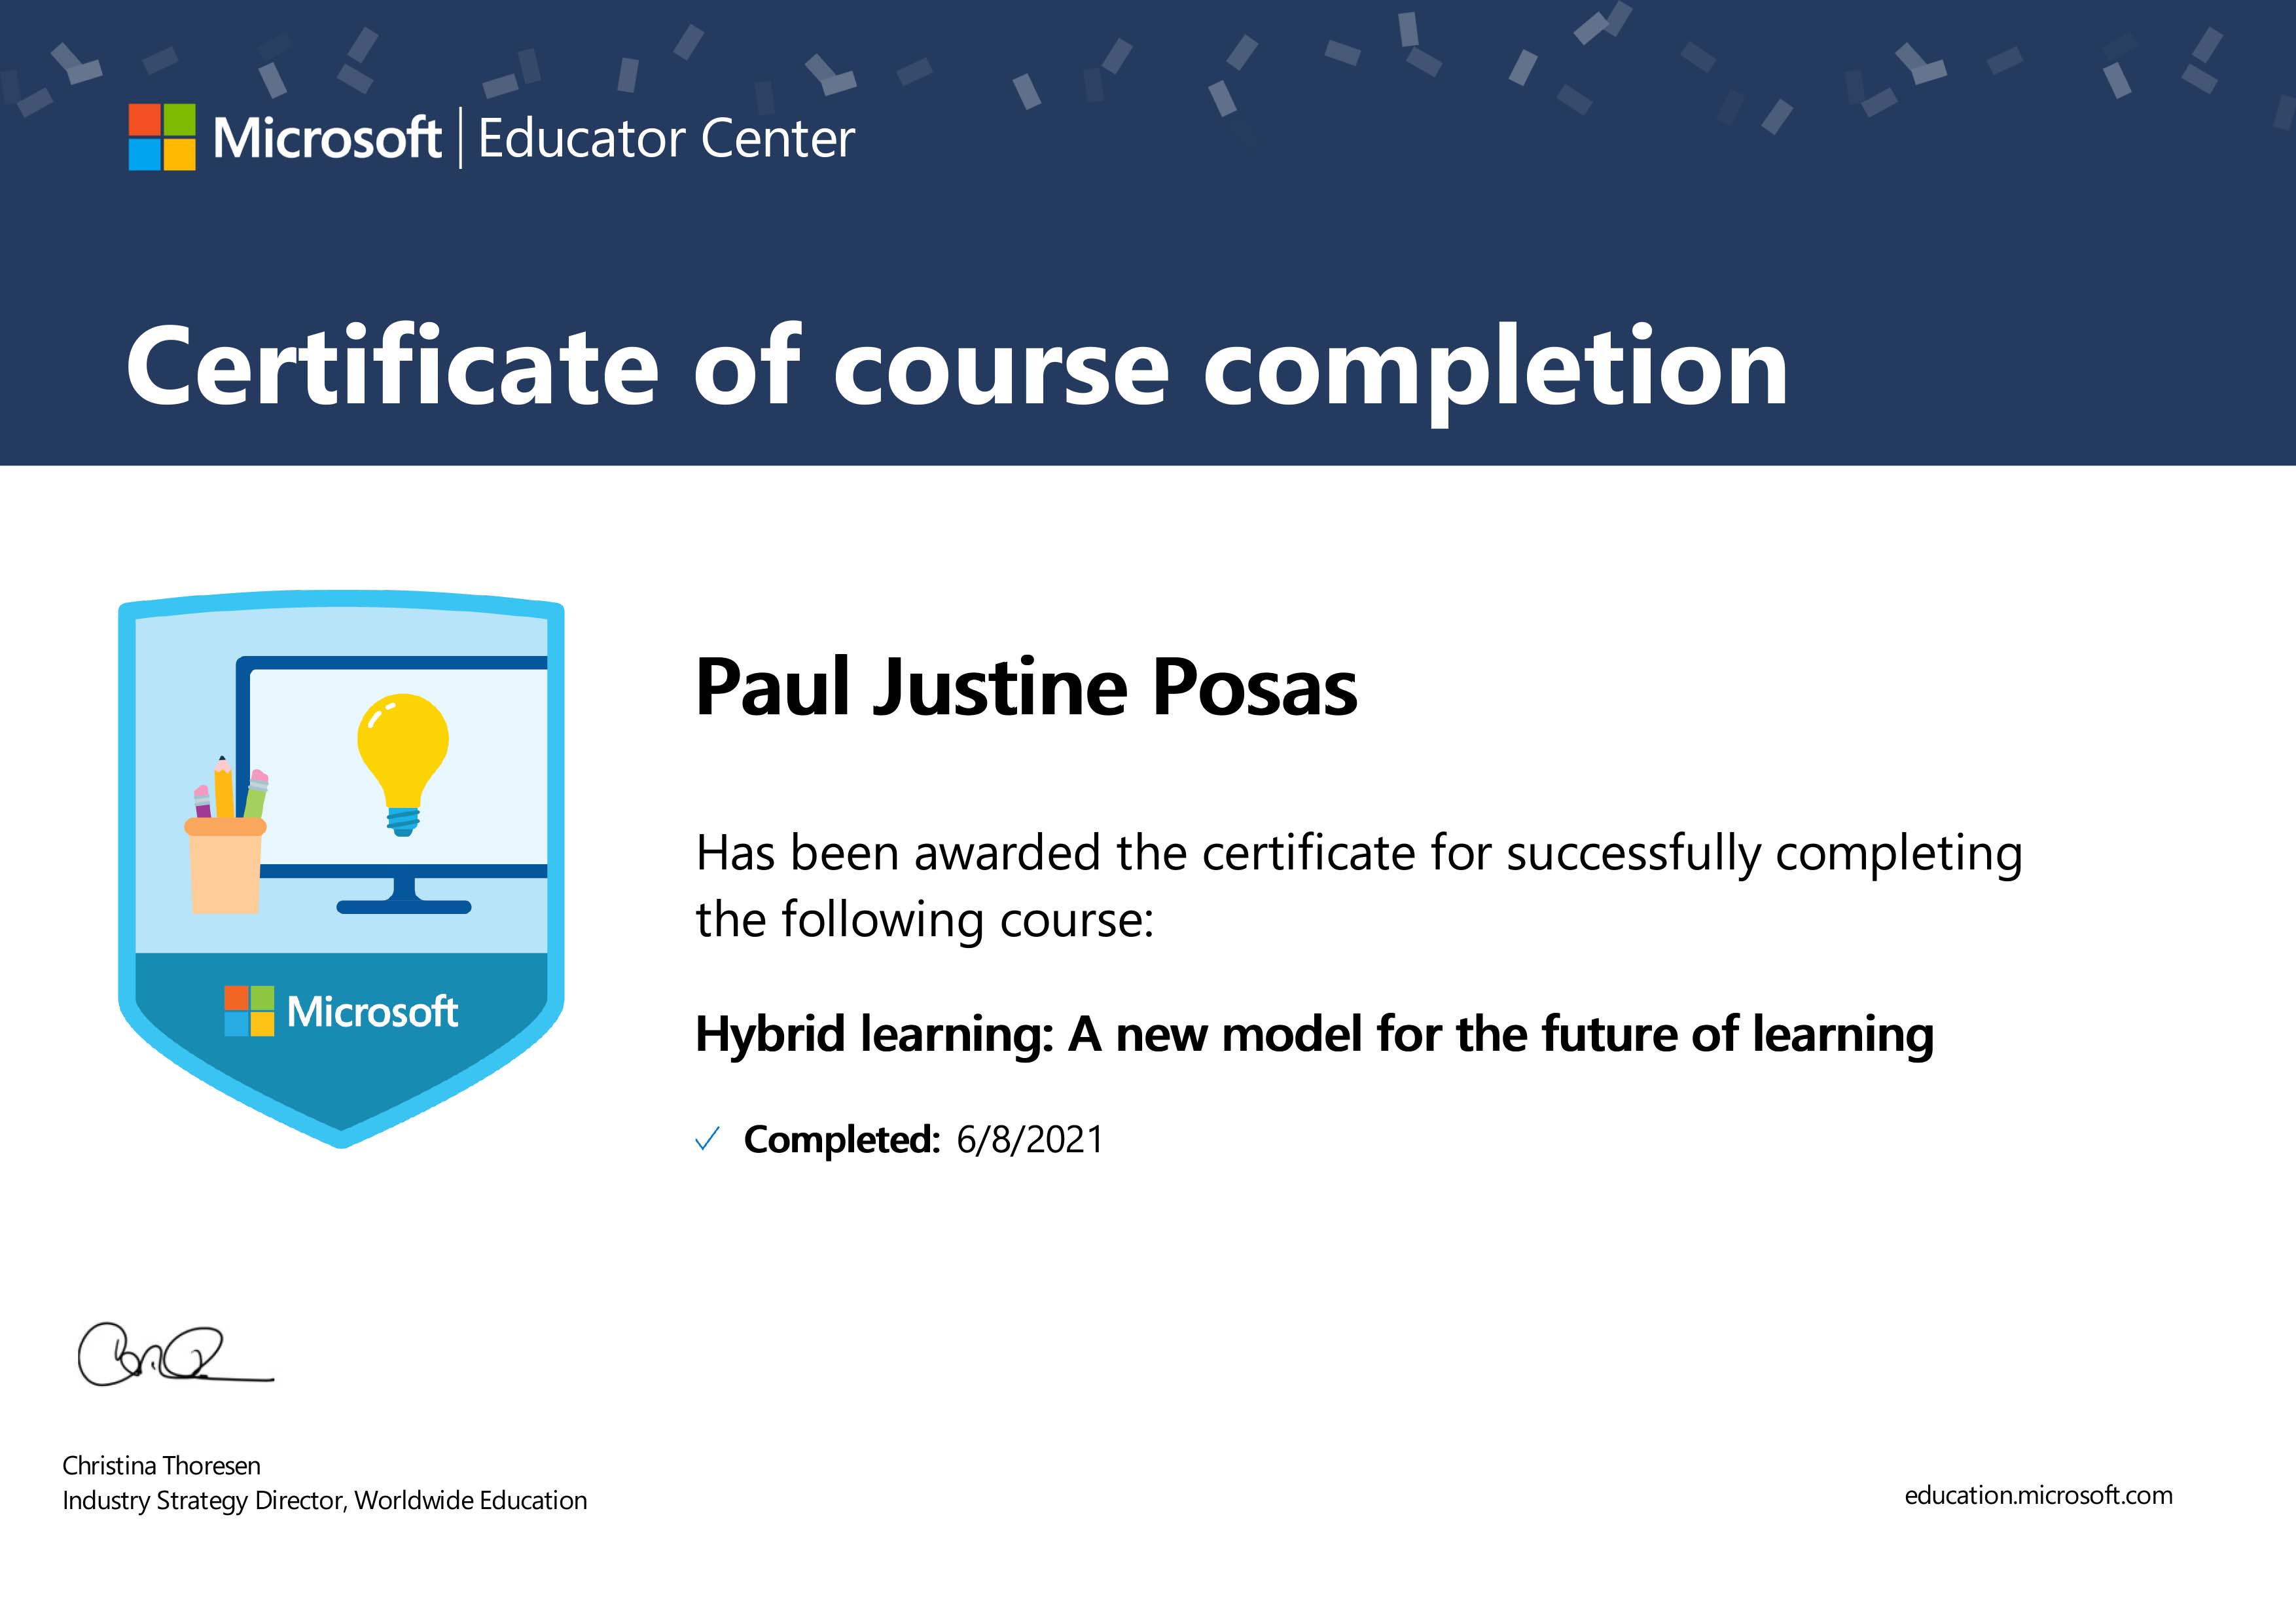 Microsoft | Educator Center
Certificate of course completion
Paul Justine Posas
Has been awarded the certificate for successfully completing
the following course:
Microsoft
Hybrid learning: A new model for the future of learning
✓ Completed: 6/8/2021
Christina Thoresen
Industry Strategy Director, Worldwide Education
education.microsoft.com